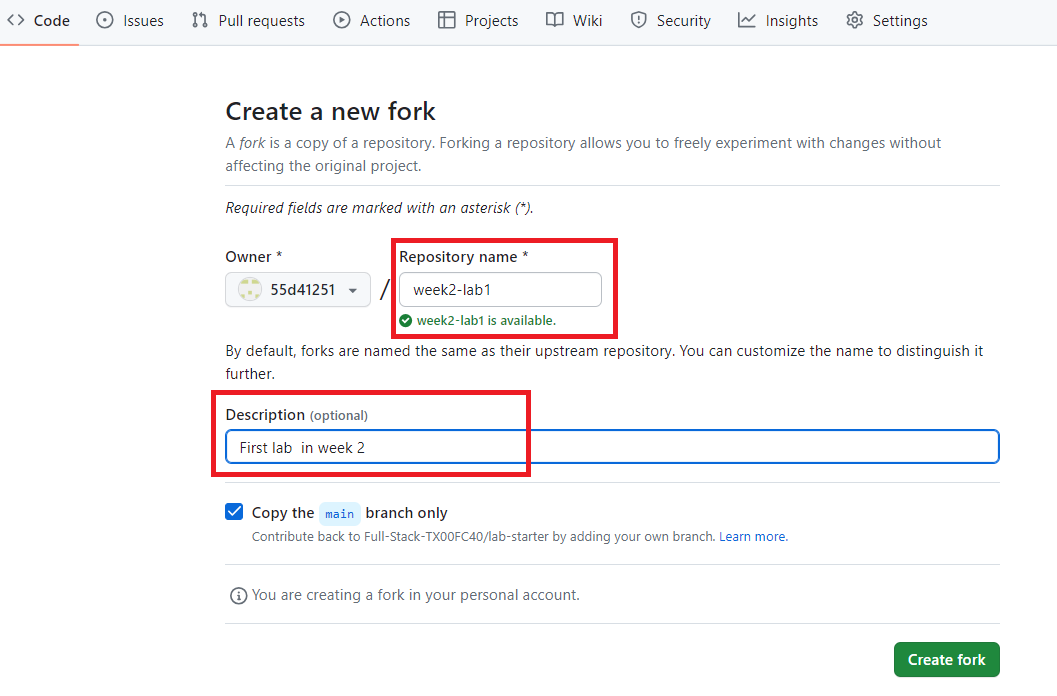 Code Issues Pull requests Actions Projects Wiki Security Insights Settings
Create a new fork
A fork is a copy of a repository. Forking a repository allows you to freely experiment with changes without
affecting the original project.
Required fields are marked with an asterisk (*).
Owner * Repository name *
55d41251 / week2-lab1
week2-lab1 is available.
By default, forks are named the same as their upstream repository. You can customize the name to distinguish it
further.
Description (optional)
First lab  in week 2
Copy the main branch only
Contribute back to Full-Stack-TX00FC40/lab-starter by adding your own branch. Learn more.
You are creating a fork in your personal account.
Create fork